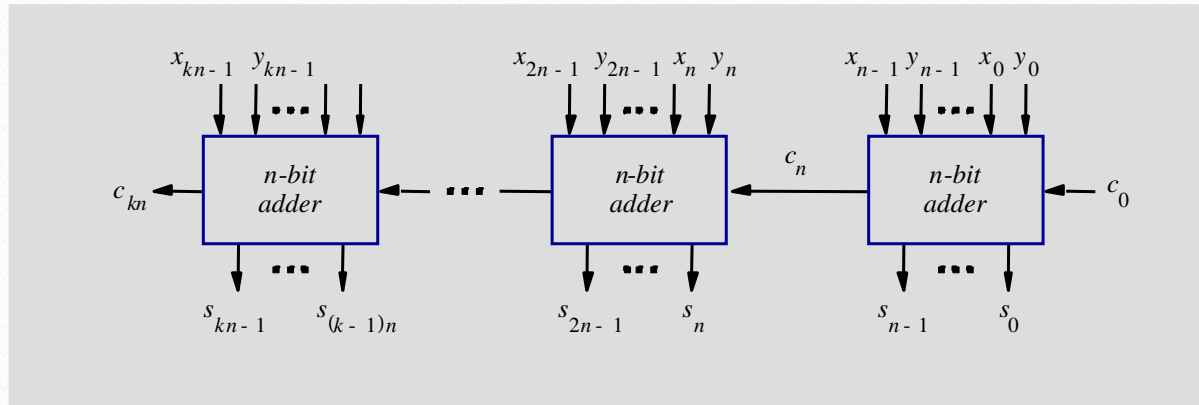 x_{kn-1} y_{kn-1} x_{2n-1} y_{2n-1} x_n y_n x_{n-1} y_{n-1} x_0 y_0
c_n
n-bit n-bit n-bit
c_{kn} adder adder adder c_0
s_{kn-1} s_{(k-1)n} s_{2n-1} s_n s_{n-1} s_0